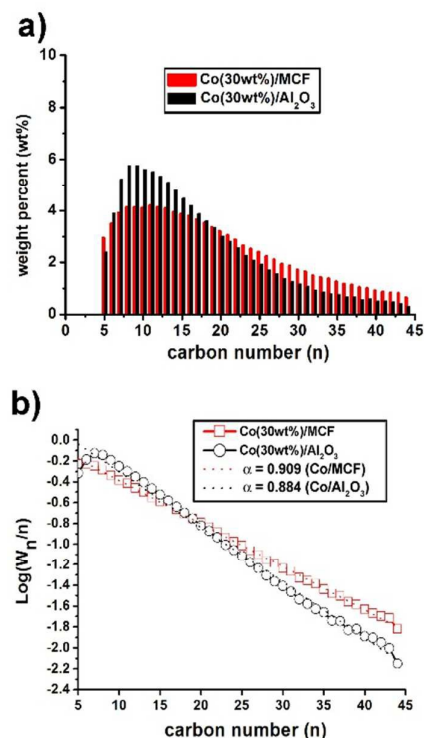 a)
Co(30wt%)/MCF
Co(30wt%)/Al₂O₃
weight percent (wt%)
10
8
6
4
2
0
0 5 10 15 20 25 30 35 40 45
carbon number (n)
b)
Co(30wt%)/MCF
Co(30wt%)/Al₂O₃
α = 0.909 (Co/MCF)
α = 0.884 (Co/Al₂O₃)
Log(Wₙ/n)
0.0
-0.2
-0.4
-0.6
-0.8
-1.0
-1.2
-1.4
-1.6
-1.8
-2.0
-2.2
-2.4
5 10 15 20 25 30 35 40 45
carbon number (n)